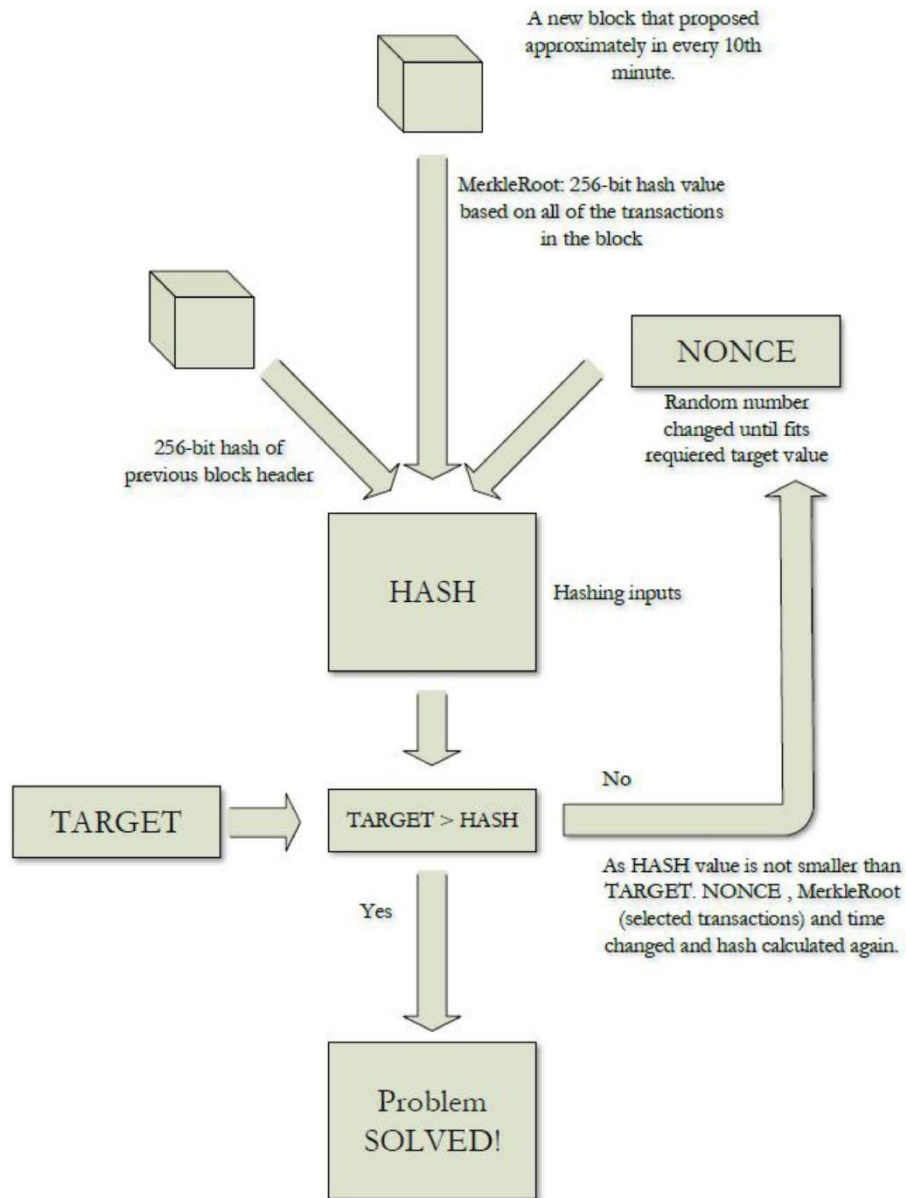 A new block that proposed
approximately in every 10th
minute.
MerkleRoot: 256-bit hash value
based on all of the transactions
in the block
NONCE
Random number
changed until fits
requiered target value
256-bit hash of
previous block header
HASH
Hashing inputs
No
TARGET
TARGET > HASH
As HASH value is not smaller than
TARGET. NONCE , MerkleRoot
(selected transactions) and time
changed and hash calculated again.
Yes
Problem
SOLVED!